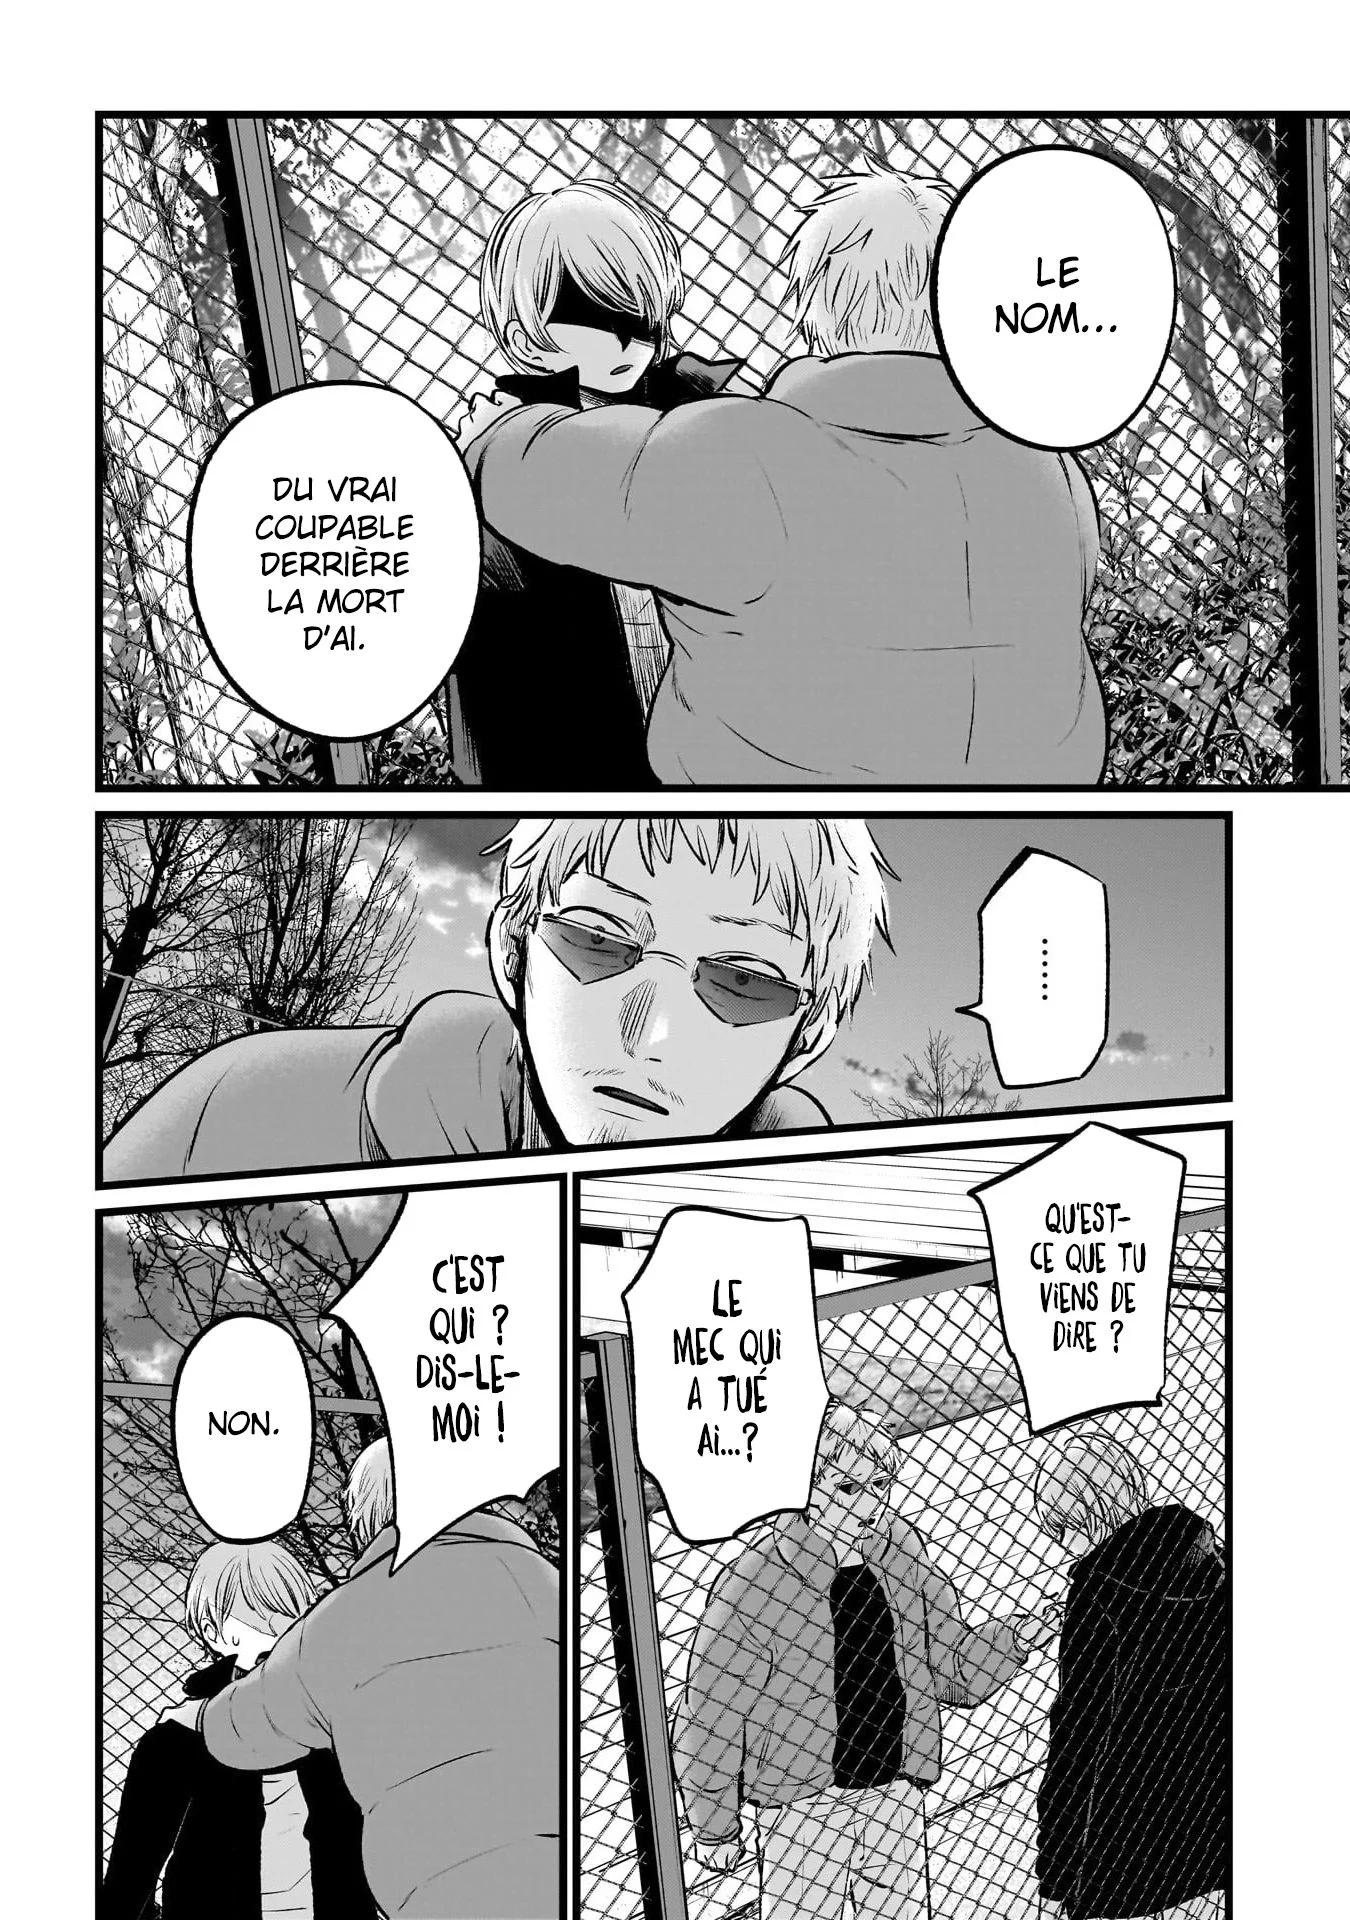 LE
NOM...
DU VRAI
COUPABLE
DERRIÈRE
LA MORT
D'AI.
......
QU'EST-
CE QUE TU
VIENS DE
DIRE ?
LE
MEC QUI
A TUÉ
AI...?
C'EST
QUI ?
DIS-LE-
MOI !
NON.